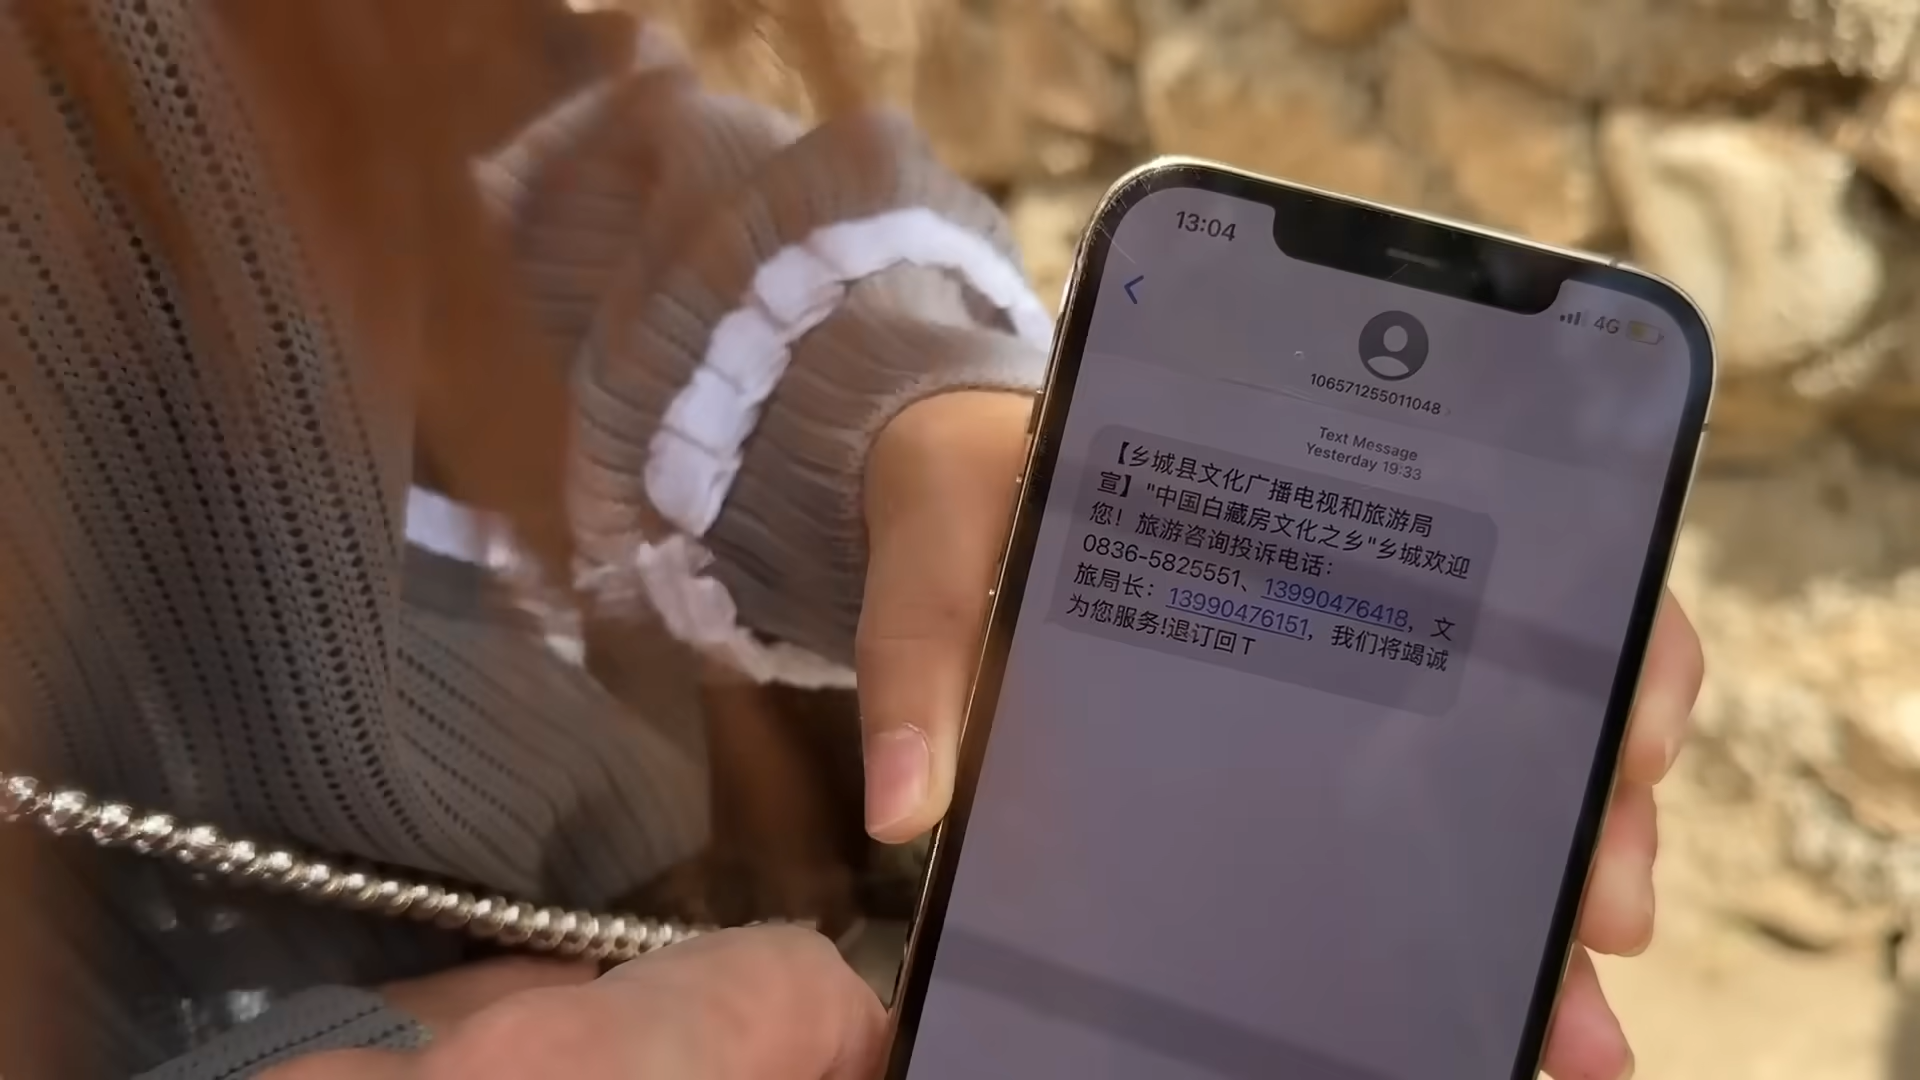 13:04
4G
106571255011048
Text Message
Yesterday 19:33
【乡城县文化广播电视和旅游局
宣】"中国白藏房文化之乡"乡城欢迎
您！旅游咨询投诉电话：
0836-5825551、13990476418，文
旅局长：13990476151，我们将竭诚
为您服务!退订回T